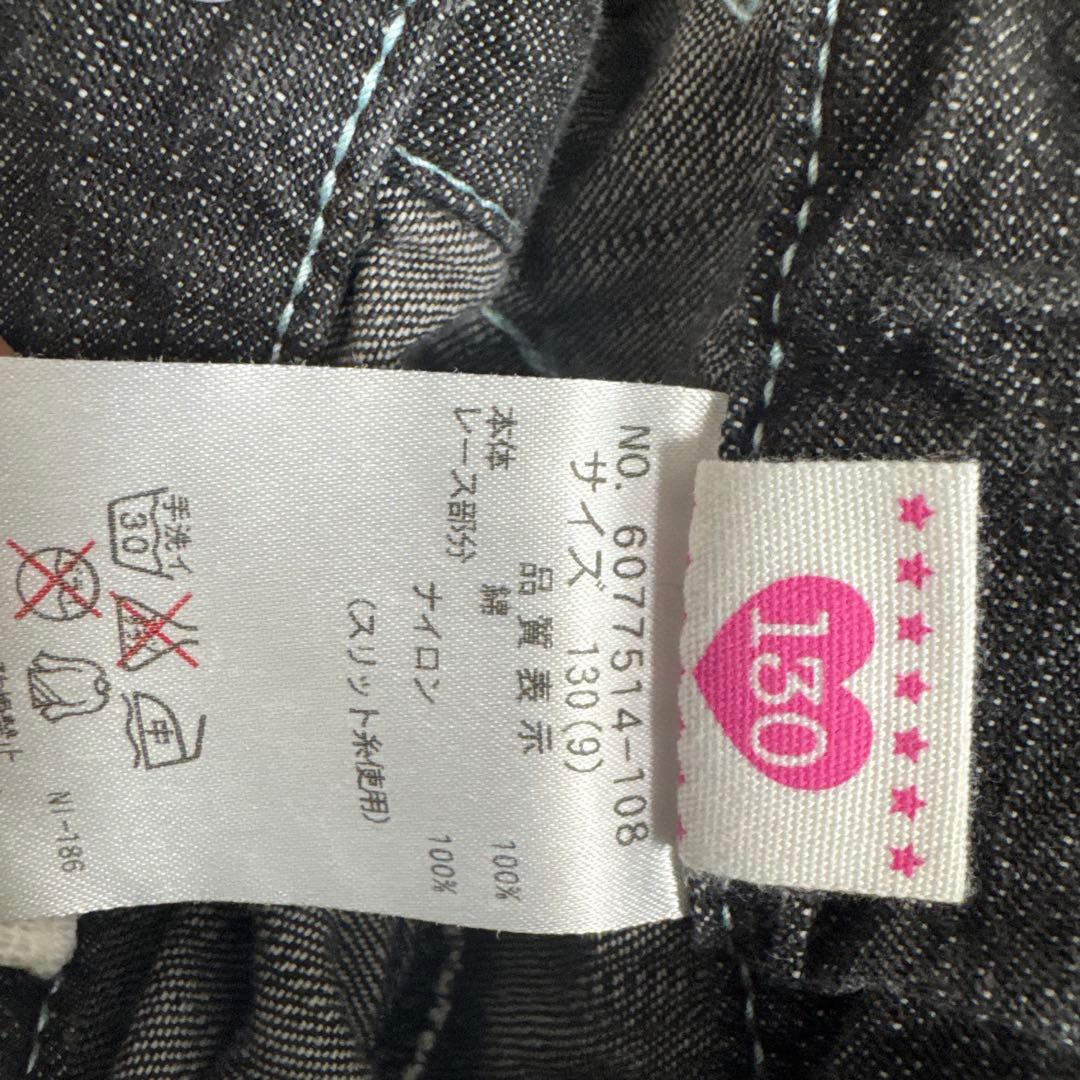 130
NO. 6077514-108
サイズ 130(9)
品質表示
本体 綿 100%
レース部分 ナイロン 100%
(スリット糸使用)
手洗イ
30
中
NI-186